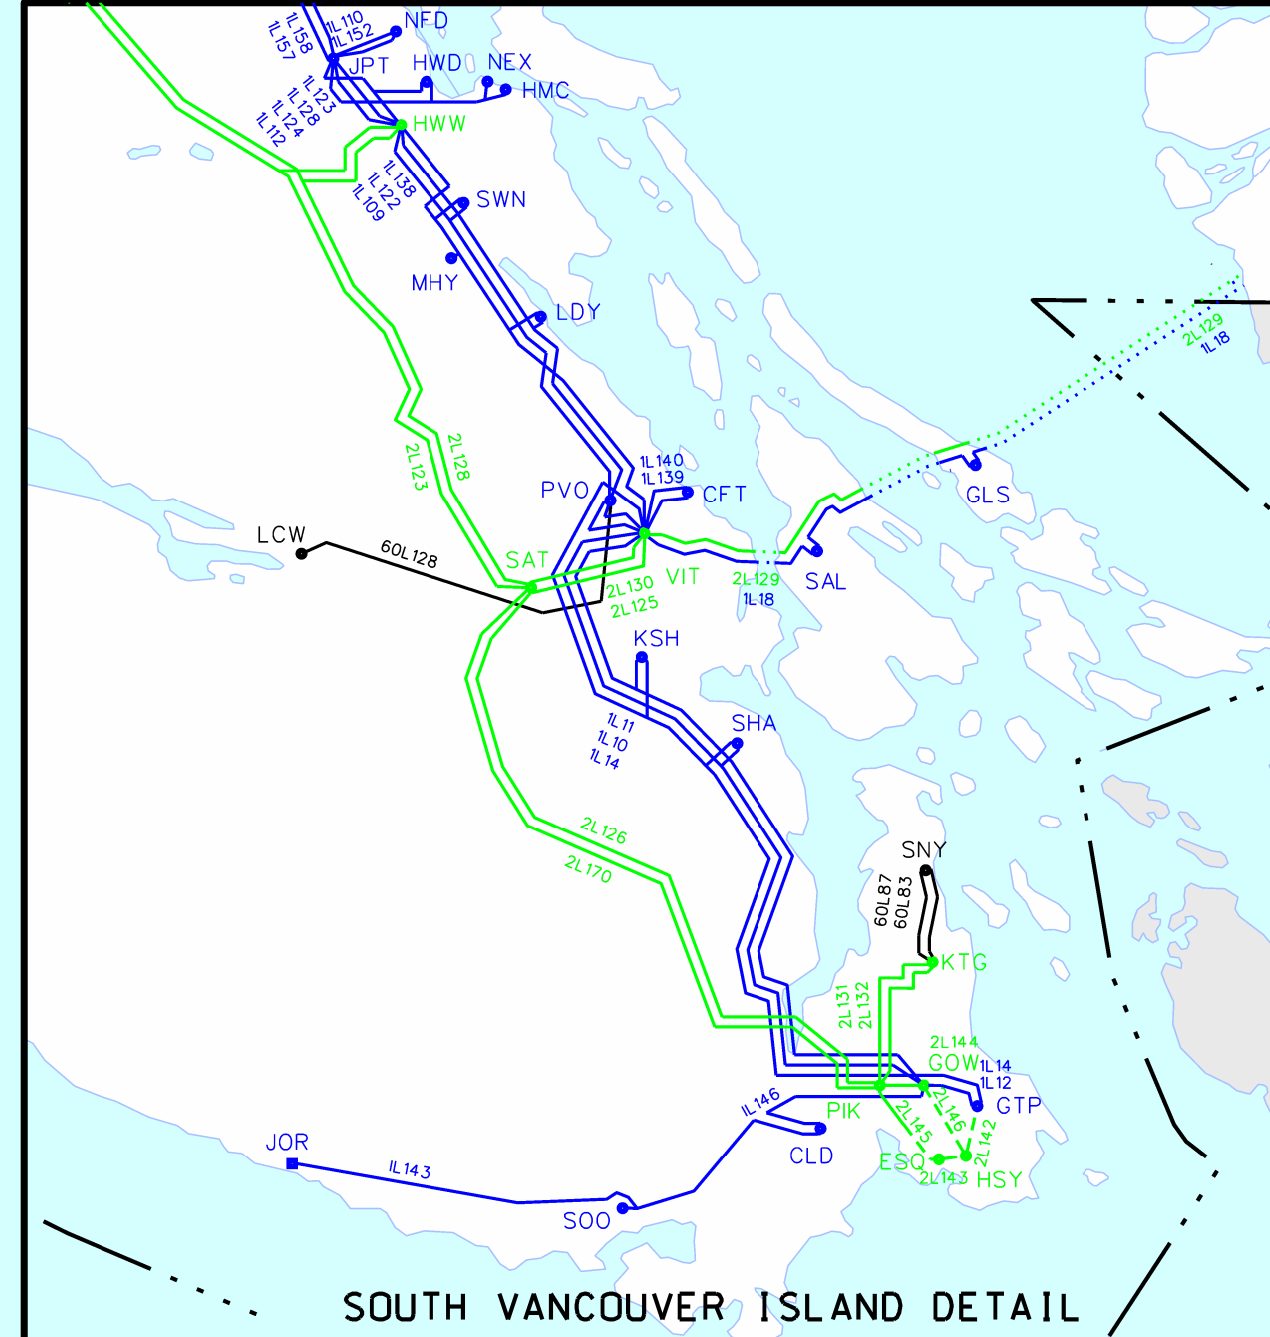 NFD
1L110
1L152
1L158
1L157
JPT
HWD
NEX
HMC
1L123
1L128
1L124
1L112
HWW
1L138
1L122
1L109
SWN
MHY
LDY
2L129
1L18
2L128
2L123
1L140
1L139
PVO
CFT
GLS
LCW
60L128
SAT
VIT
2L130
2L125
2L129
1L18
SAL
KSH
1L11
1L10
1L14
SHA
2L126
2L170
SNY
60L87
60L83
KTG
2L131
2L132
2L144
GOW
1L14
1L12
GTP
PIK
2L145
2L146
2L142
ESQ
2L143
HSY
1L146
CLD
JOR
1L143
SOO
SOUTH VANCOUVER ISLAND DETAIL